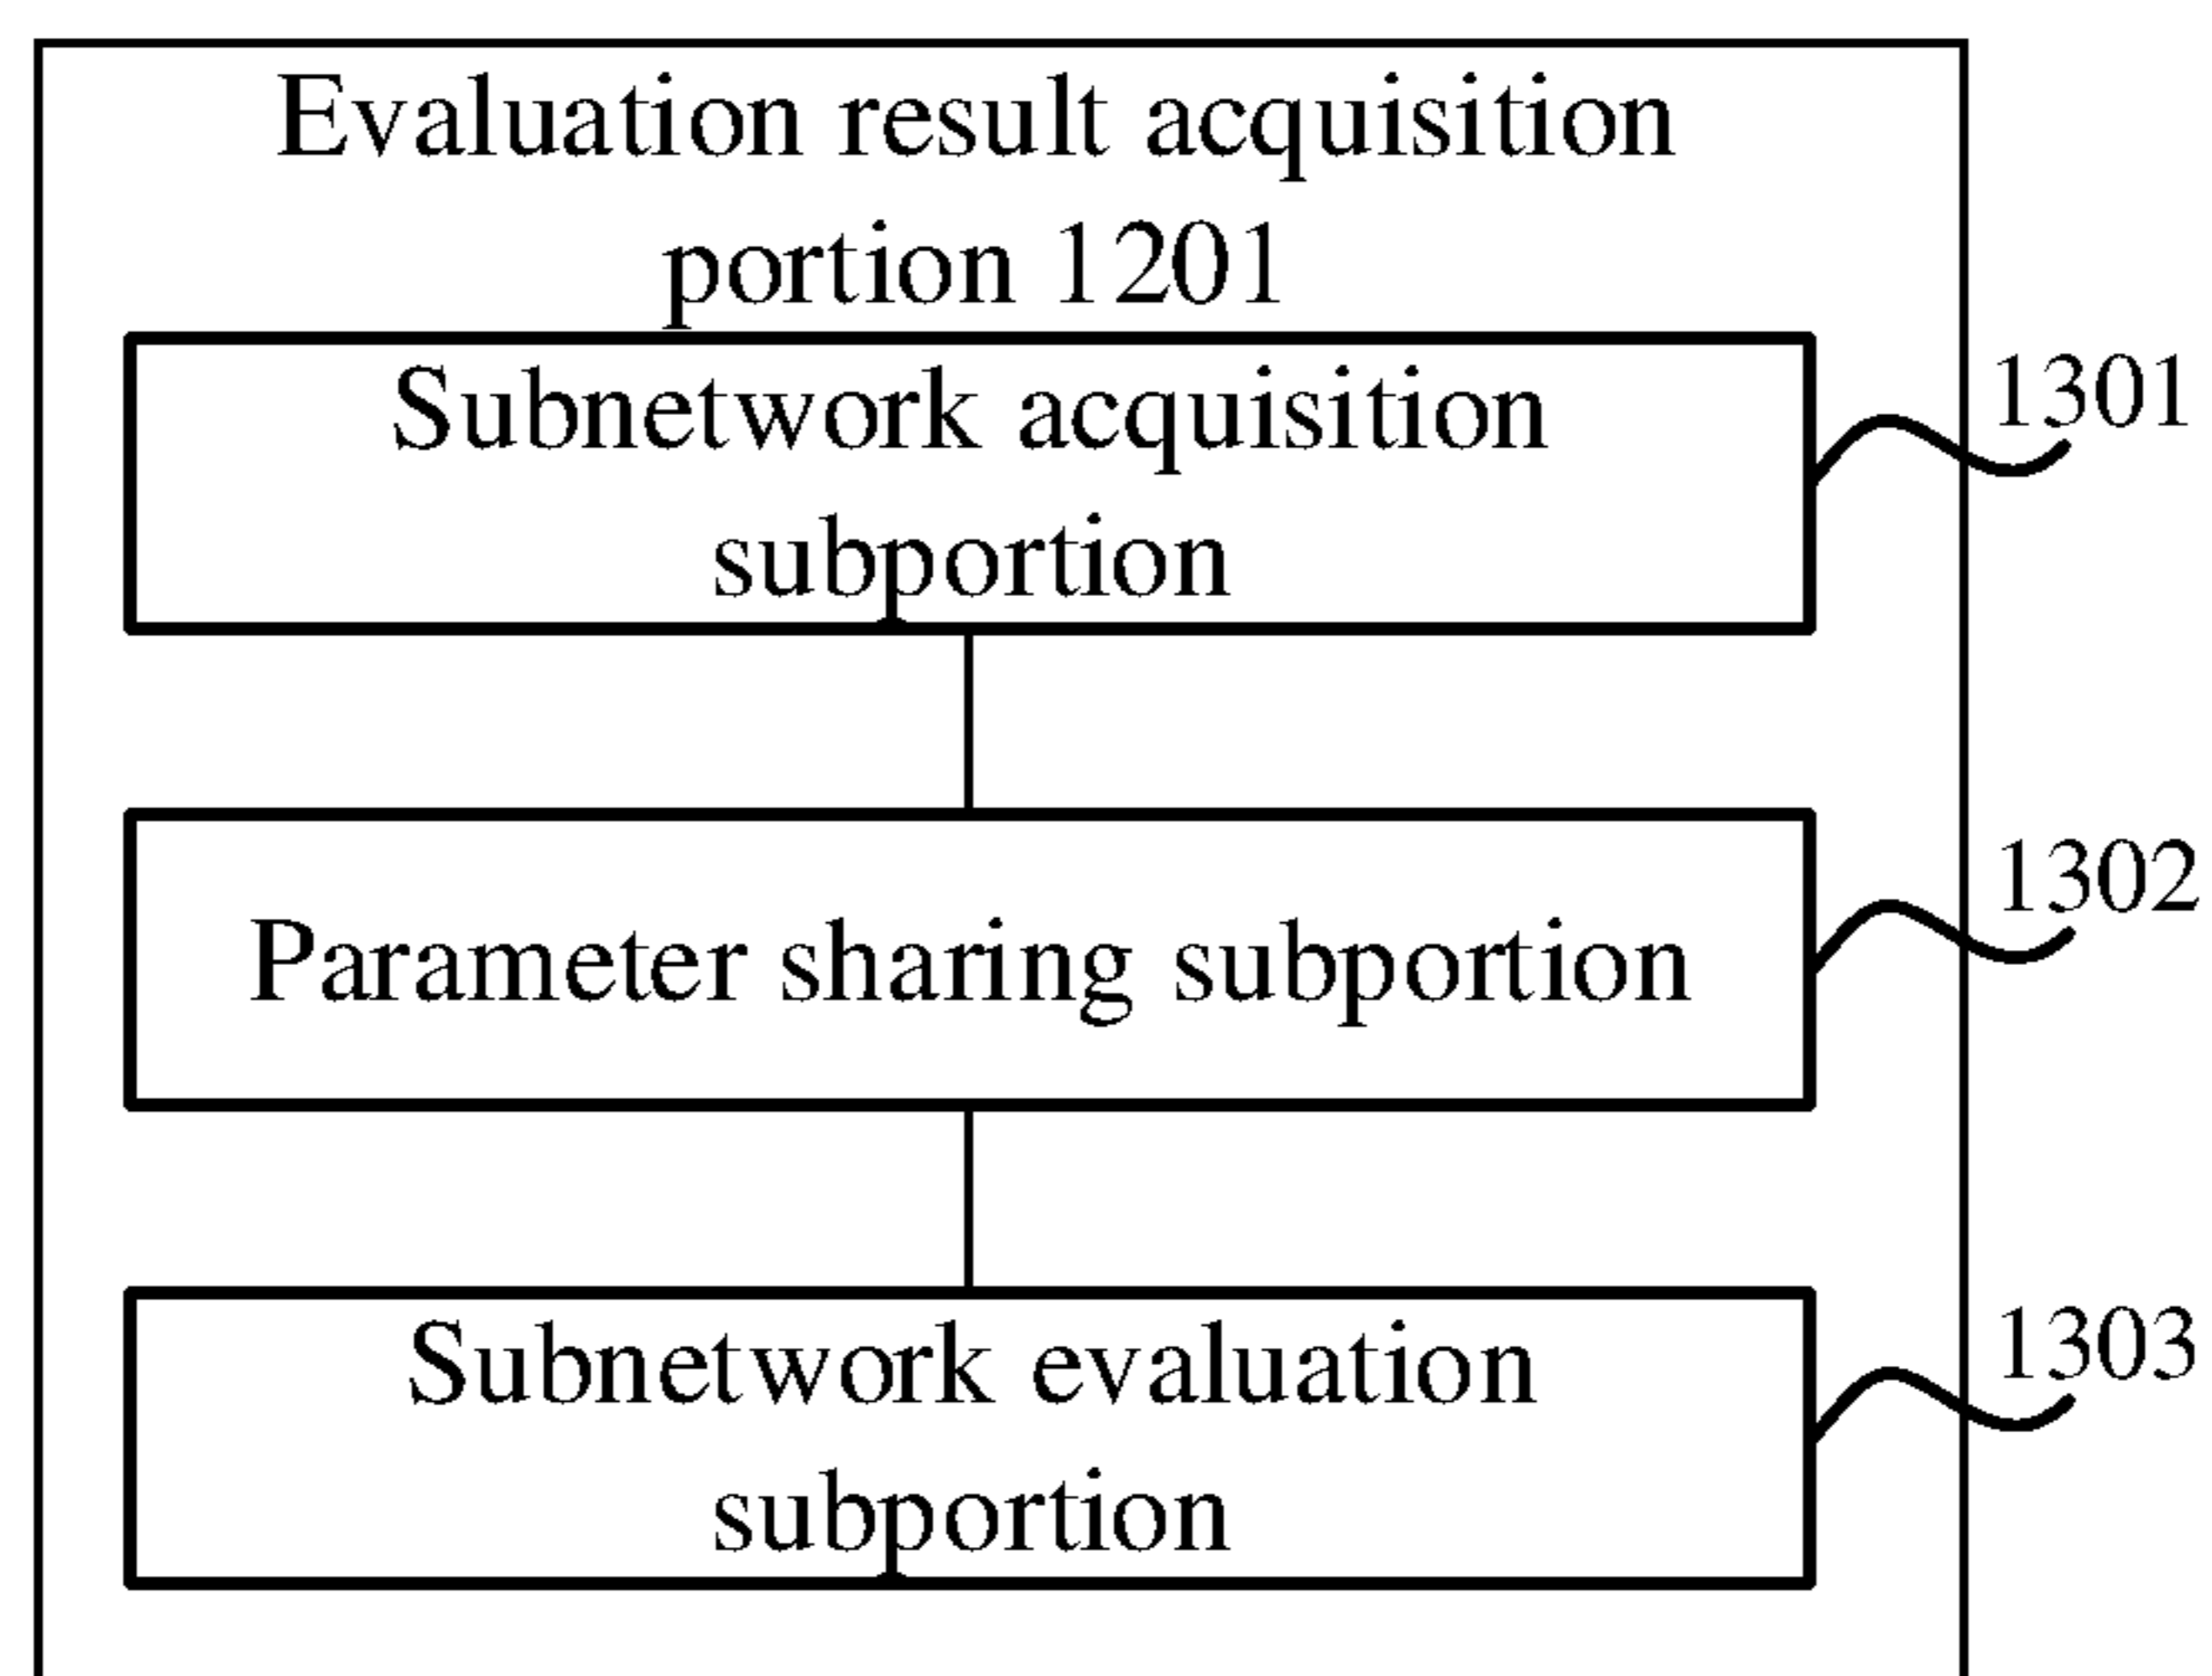 Evaluation result acquisition
portion 1201
Subnetwork acquisition
subportion
1301
Parameter sharing subportion
1302
Subnetwork evaluation
subportion
1303